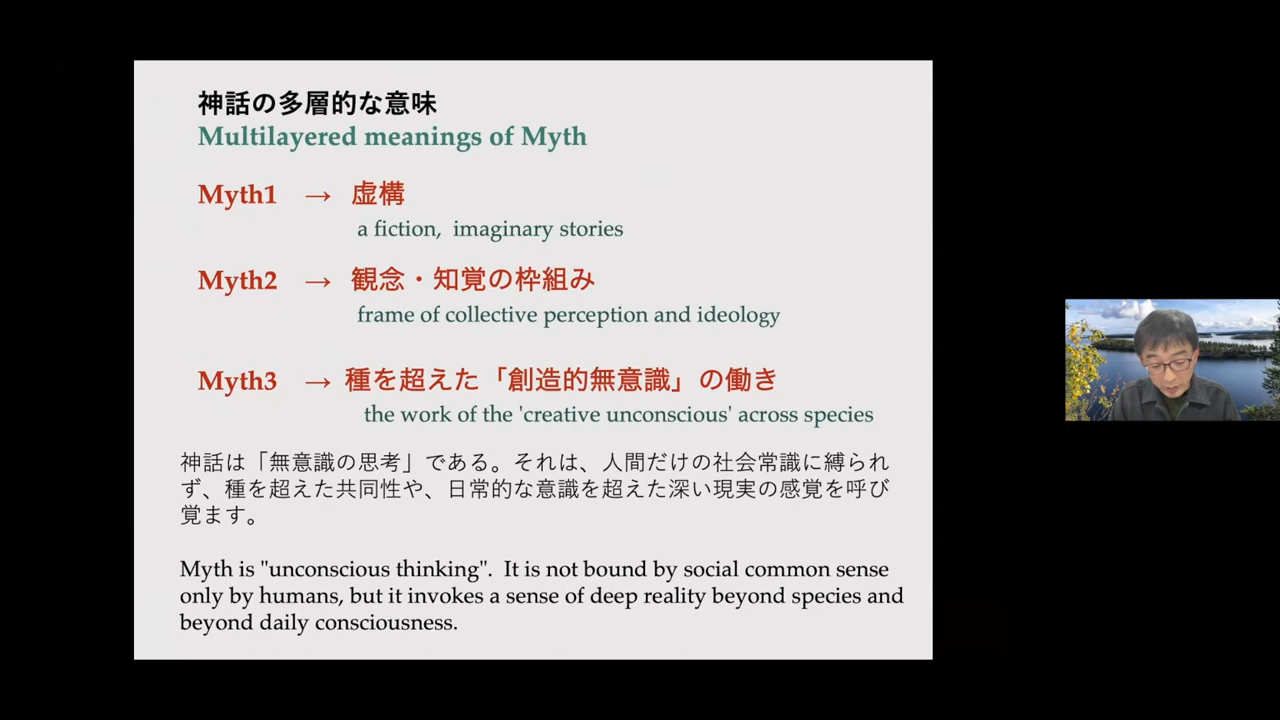 神話の多層的な意味
Multilayered meanings of Myth
Myth1 → 虚構
a fiction, imaginary stories
Myth2 → 観念・知覚の枠組み
frame of collective perception and ideology
Myth3 → 種を超えた「創造的無意識」の働き
the work of the 'creative unconscious' across species
神話は「無意識の思考」である。それは、人間だけの社会常識に縛られ
ず、種を超えた共同性や、日常的な意識を超えた深い現実の感覚を呼び
覚ます。
Myth is "unconscious thinking". It is not bound by social common sense
only by humans, but it invokes a sense of deep reality beyond species and
beyond daily consciousness.